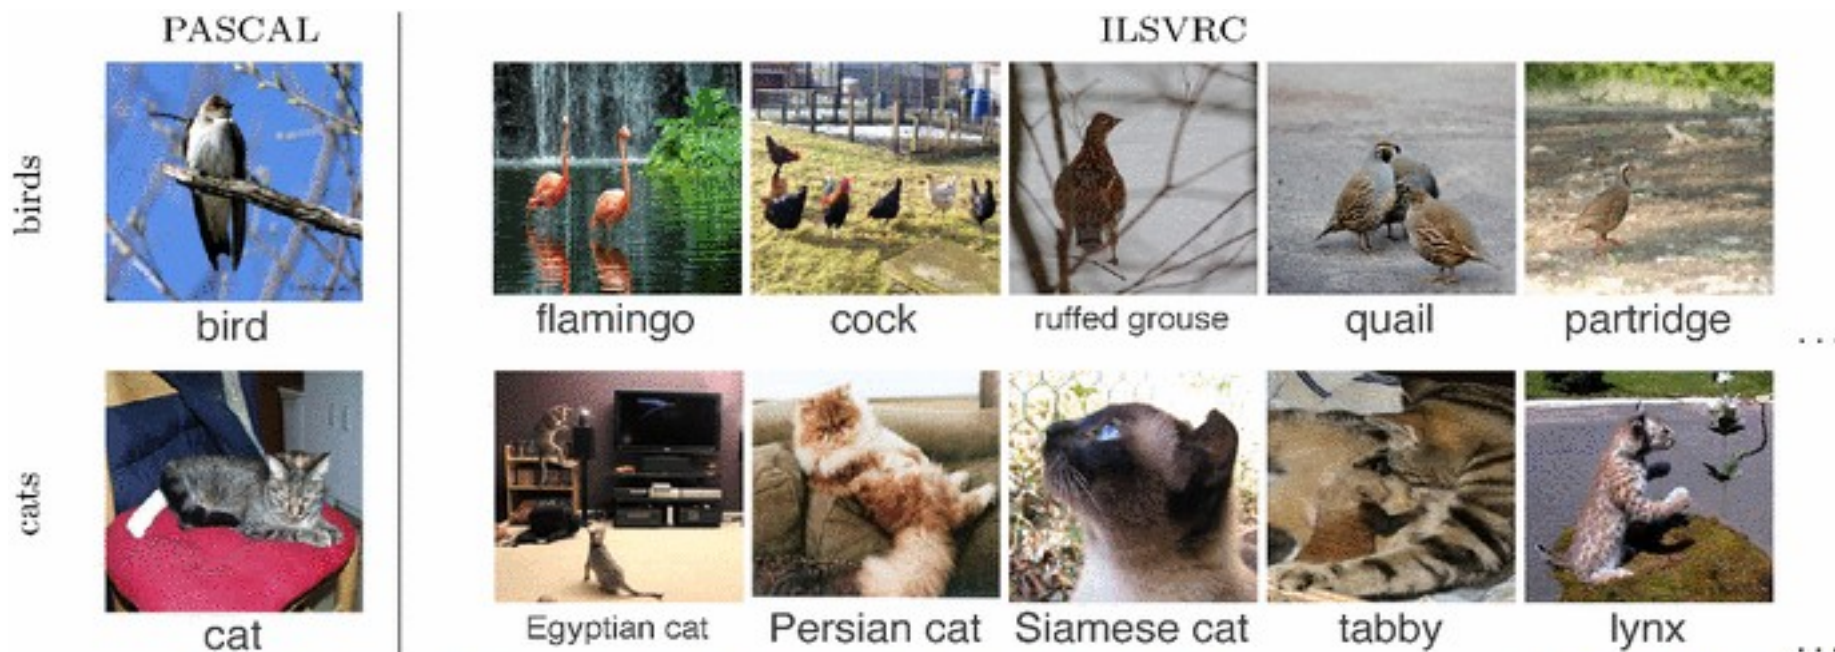 PASCAL
ILSVRC
birds
bird
flamingo
cock
ruffed grouse
quail
partridge
...
cats
cat
Egyptian cat
Persian cat
Siamese cat
tabby
lynx
...